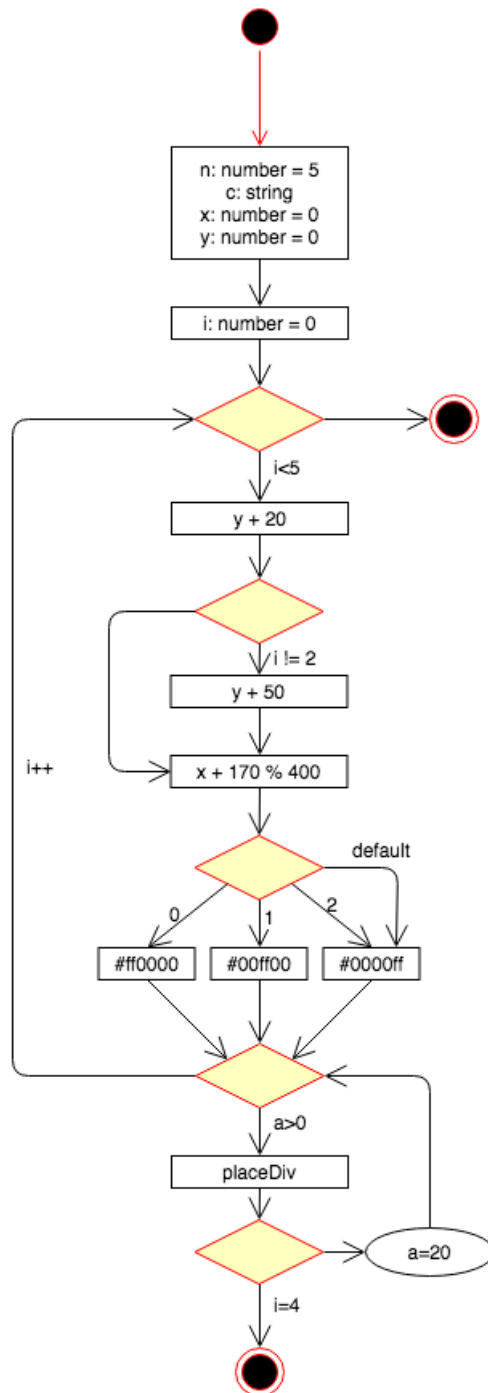 n: number = 5
c: string
x: number = 0
y: number = 0
i: number = 0
i<5
y + 20
i != 2
y + 50
i++
x + 170 % 400
default
0
1
2
#ff0000
#00ff00
#0000ff
a>0
placeDiv
a=20
i=4